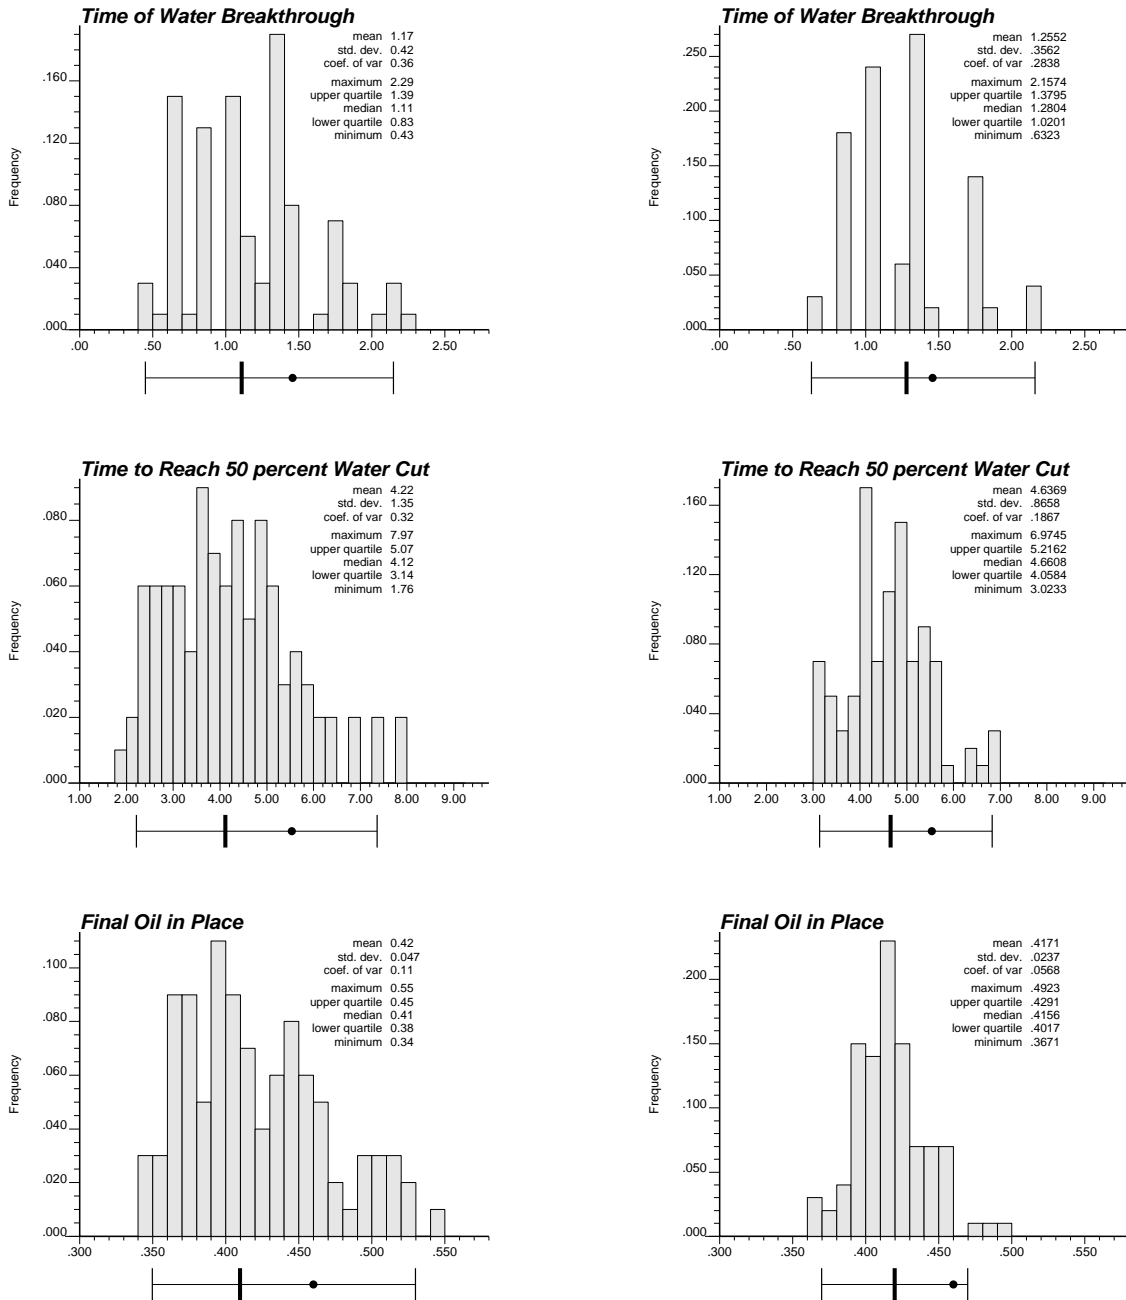 Time of Water Breakthrough
mean 1.17
std. dev. 0.42
coef. of var 0.36
maximum 2.29
upper quartile 1.39
median 1.11
lower quartile 0.83
minimum 0.43
Frequency
.160
.120
.080
.040
.000
.00 .50 1.00 1.50 2.00 2.50
Time of Water Breakthrough
mean 1.2552
std. dev. .3562
coef. of var .2838
maximum 2.1574
upper quartile 1.3795
median 1.2804
lower quartile 1.0201
minimum .6323
Frequency
.250
.200
.150
.100
.050
.000
.00 .50 1.00 1.50 2.00 2.50
Time to Reach 50 percent Water Cut
mean 4.22
std. dev. 1.35
coef. of var 0.32
maximum 7.97
upper quartile 5.07
median 4.12
lower quartile 3.14
minimum 1.76
Frequency
.080
.060
.040
.020
.000
1.00 2.00 3.00 4.00 5.00 6.00 7.00 8.00 9.00
Time to Reach 50 percent Water Cut
mean 4.6369
std. dev. .8658
coef. of var .1867
maximum 6.9745
upper quartile 5.2162
median 4.6608
lower quartile 4.0584
minimum 3.0233
Frequency
.160
.120
.080
.040
.000
1.00 2.00 3.00 4.00 5.00 6.00 7.00 8.00 9.00
Final Oil in Place
mean 0.42
std. dev. 0.047
coef. of var 0.11
maximum 0.55
upper quartile 0.45
median 0.41
lower quartile 0.38
minimum 0.34
Frequency
.100
.080
.060
.040
.020
.000
.300 .350 .400 .450 .500 .550
Final Oil in Place
mean .4171
std. dev. .0237
coef. of var .0568
maximum .4923
upper quartile .4291
median .4156
lower quartile .4017
minimum .3671
Frequency
.200
.150
.100
.050
.000
.300 .350 .400 .450 .500 .550